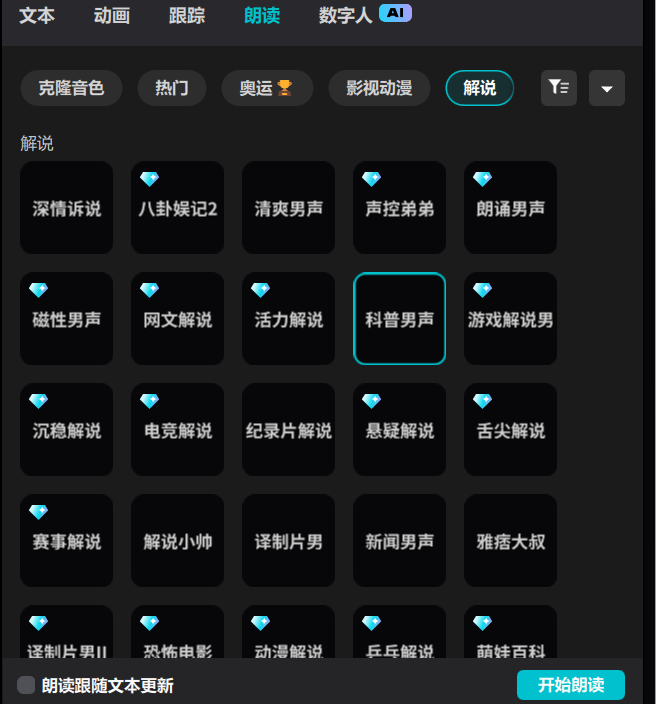 文本 动画 跟踪 朗读 数字人 AI
克隆音色 热门 奥运 影视动漫 解说
解说
深情诉说 八卦娱记2 清爽男声 声控弟弟 朗诵男声
磁性男声 网文解说 活力解说 科普男声 游戏解说男
沉稳解说 电竞解说 纪录片解说 悬疑解说 舌尖解说
赛事解说 解说小帅 译制片男 新闻男声 雅痞大叔
译制片男II 恐怖电影 动漫解说 乒乓解说 萌娃百科
朗读跟随文本更新 开始朗读